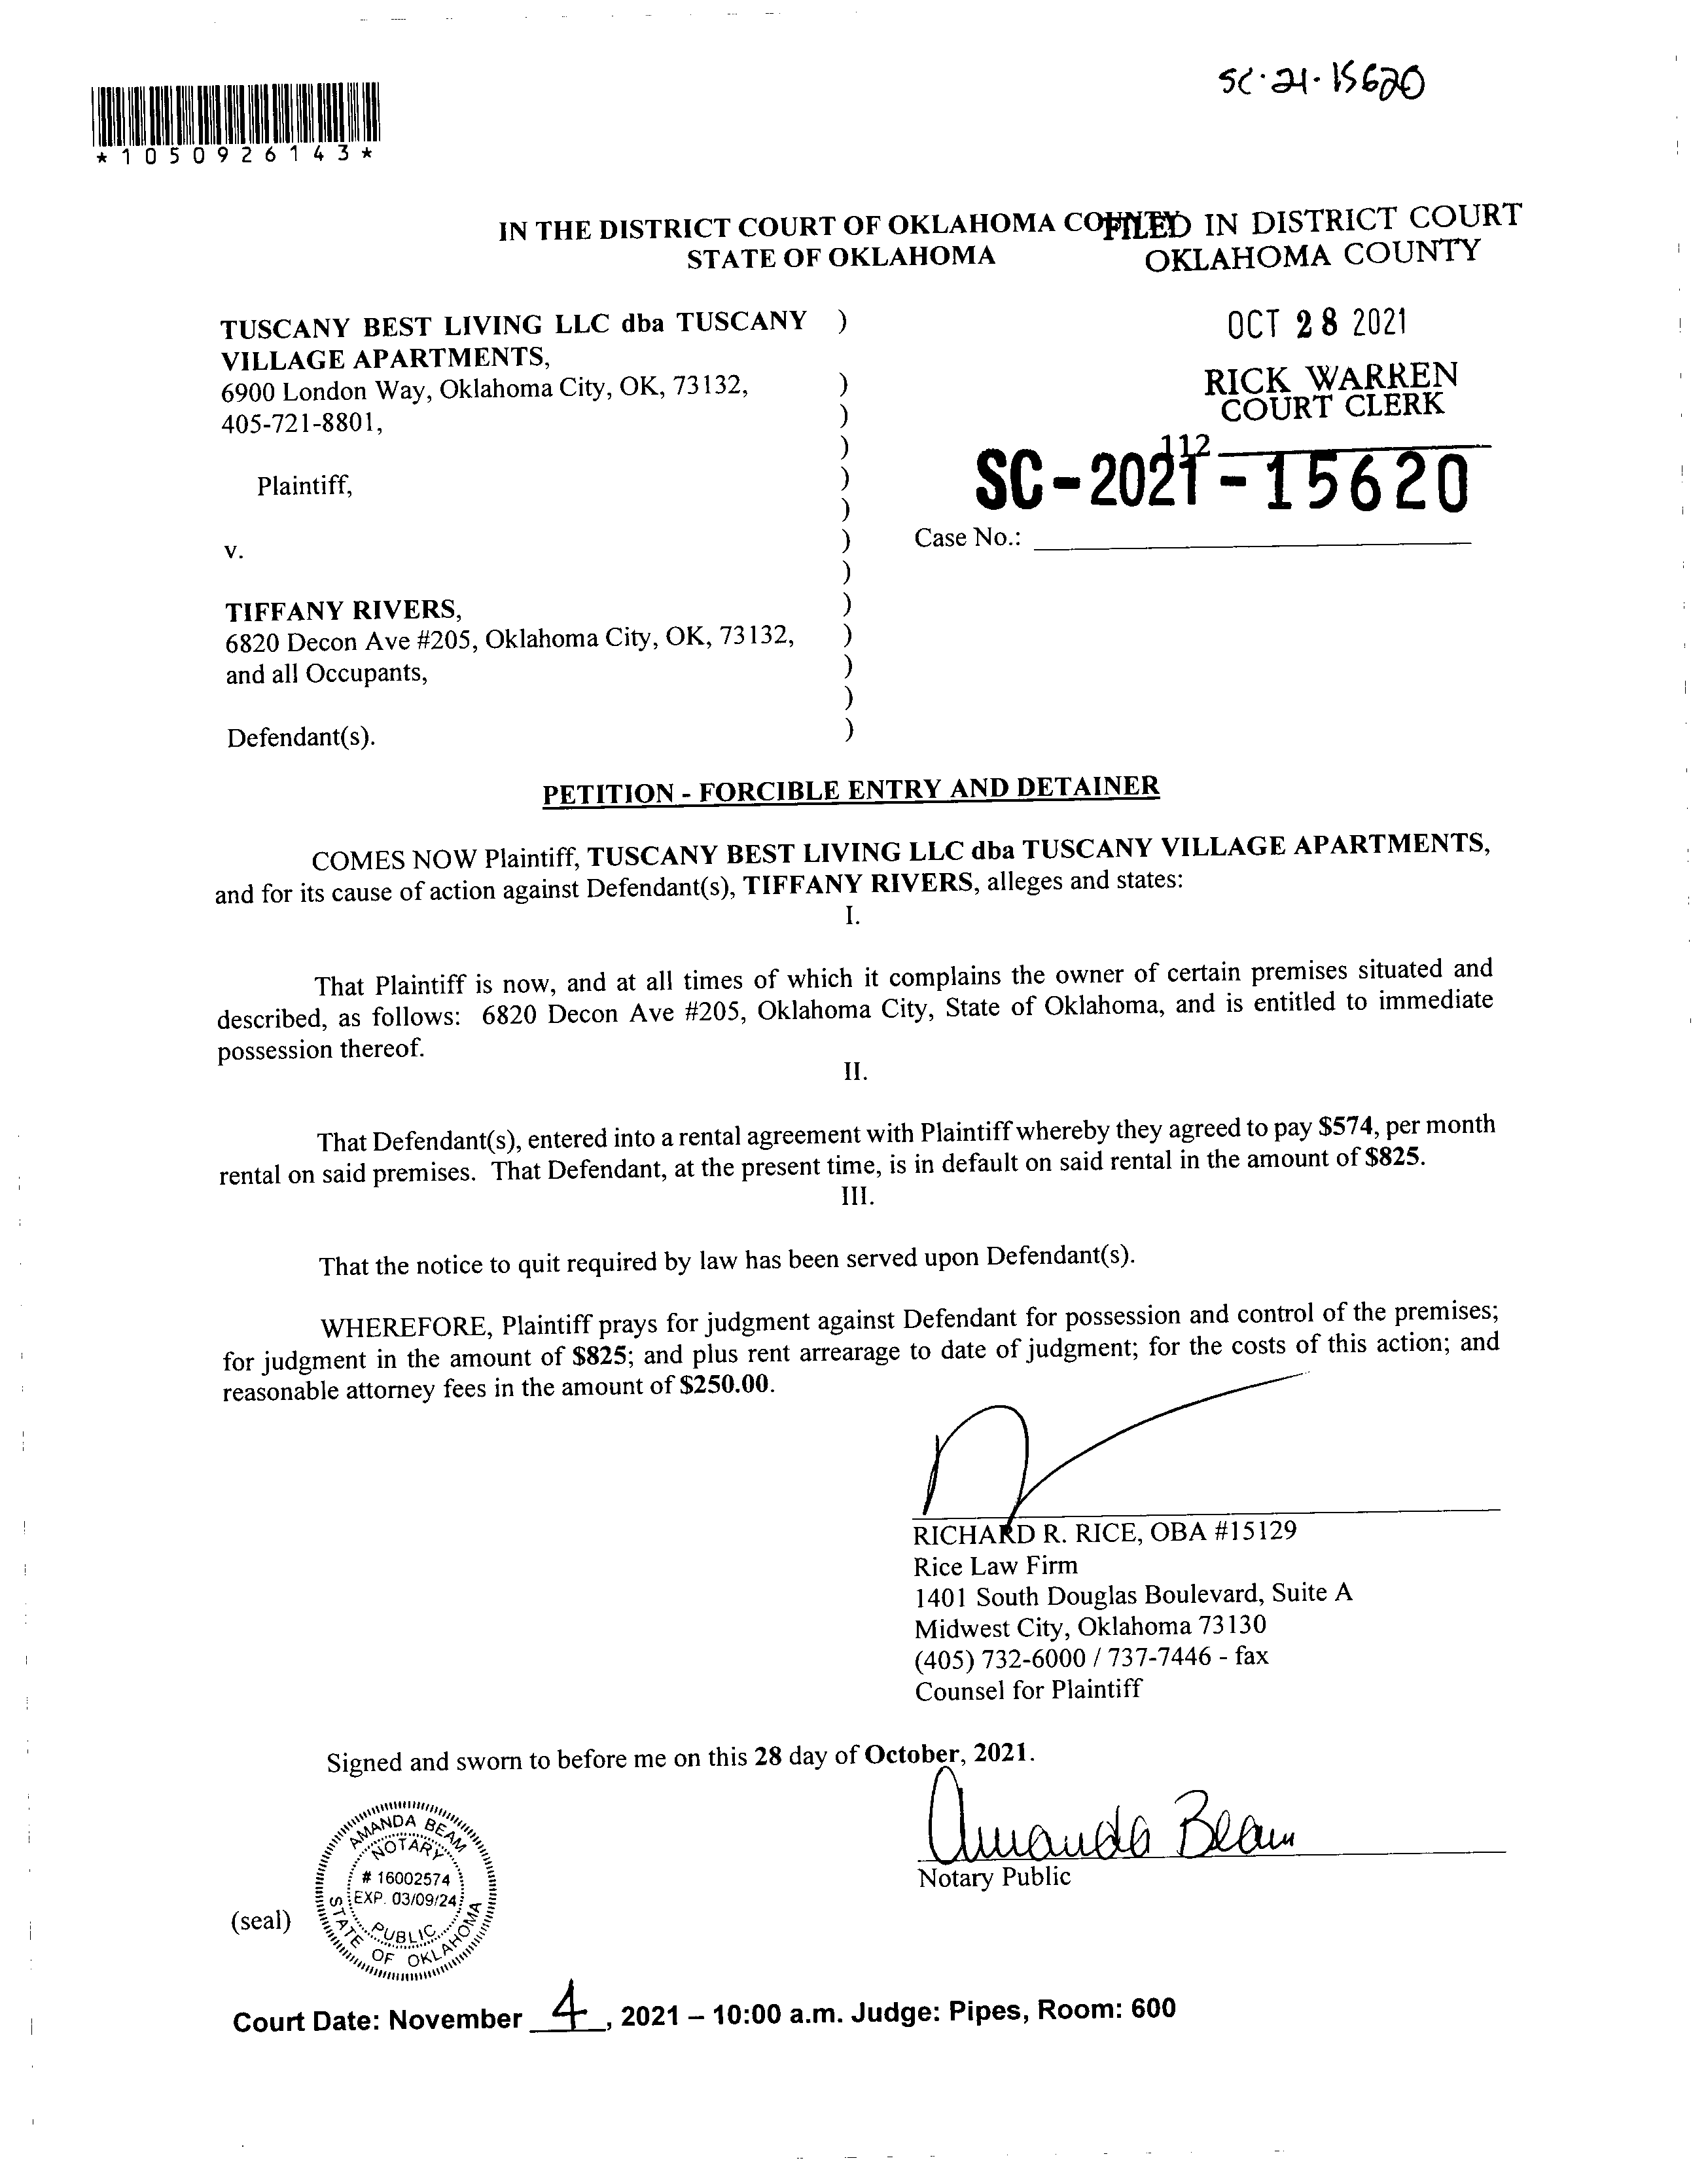 SC-21-15620
*1050926143*
IN THE DISTRICT COURT OF OKLAHOMA COUNTY
STATE OF OKLAHOMA
FILED IN DISTRICT COURT
OKLAHOMA COUNTY
OCT 28 2021
RICK WARREN
COURT CLERK
112
SC-2021-15620
Case No.:
TUSCANY BEST LIVING LLC dba TUSCANY )
VILLAGE APARTMENTS,
6900 London Way, Oklahoma City, OK, 73132, )
405-721-8801, )
)
Plaintiff, )
)
v. )
)
TIFFANY RIVERS, )
6820 Decon Ave #205, Oklahoma City, OK, 73132, )
and all Occupants, )
)
Defendant(s). )
PETITION - FORCIBLE ENTRY AND DETAINER
COMES NOW Plaintiff, TUSCANY BEST LIVING LLC dba TUSCANY VILLAGE APARTMENTS,
and for its cause of action against Defendant(s), TIFFANY RIVERS, alleges and states:
I.
That Plaintiff is now, and at all times of which it complains the owner of certain premises situated and
described, as follows: 6820 Decon Ave #205, Oklahoma City, State of Oklahoma, and is entitled to immediate
possession thereof.
II.
That Defendant(s), entered into a rental agreement with Plaintiff whereby they agreed to pay $574, per month
rental on said premises. That Defendant, at the present time, is in default on said rental in the amount of $825.
III.
That the notice to quit required by law has been served upon Defendant(s).
WHEREFORE, Plaintiff prays for judgment against Defendant for possession and control of the premises;
for judgment in the amount of $825; and plus rent arrearage to date of judgment; for the costs of this action; and
reasonable attorney fees in the amount of $250.00.
RICHARD R. RICE, OBA #15129
Rice Law Firm
1401 South Douglas Boulevard, Suite A
Midwest City, Oklahoma 73130
(405) 732-6000 / 737-7446 - fax
Counsel for Plaintiff
Signed and sworn to before me on this 28 day of October, 2021.
Amanda Beam
Notary Public
(seal)
AMANDA BEAM
NOTARY
# 16002574
EXP. 03/09/24
PUBLIC
STATE OF OKLAHOMA
Court Date: November 4, 2021 – 10:00 a.m. Judge: Pipes, Room: 600